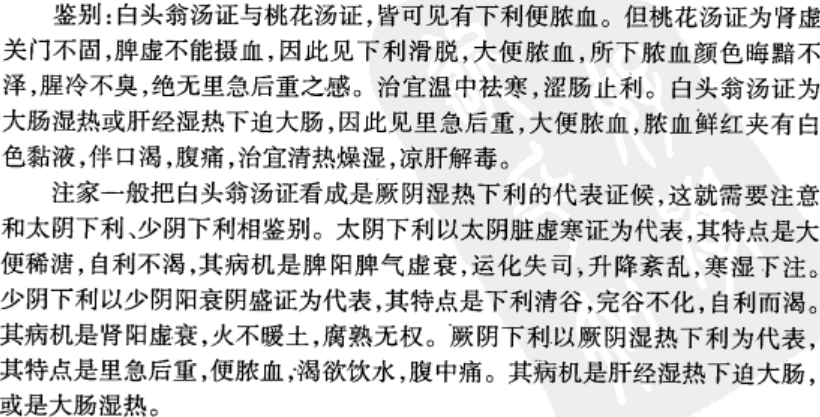 鉴别:白头翁汤证与桃花汤证,皆可见有下利便脓血。但桃花汤证为肾虚
关门不固,脾虚不能摄血,因此见下利滑脱,大便脓血,所下脓血颜色晦黯不
泽,腥冷不臭,绝无里急后重之感。治宜温中祛寒,涩肠止利。白头翁汤证为
大肠湿热或肝经湿热下迫大肠,因此见里急后重,大便脓血,脓血鲜红夹有白
色黏液,伴口渴,腹痛,治宜清热燥湿,凉肝解毒。
注家一般把白头翁汤证看成是厥阴湿热下利的代表证候,这就需要注意
和太阴下利、少阴下利相鉴别。太阴下利以太阴脏虚寒证为代表,其特点是大
便稀溏,自利不渴,其病机是脾阳脾气虚衰,运化失司,升降紊乱,寒湿下注。
少阴下利以少阴阳衰阴盛证为代表,其特点是下利清谷,完谷不化,自利而渴。
其病机是肾阳虚衰,火不暖土,腐熟无权。厥阴下利以厥阴湿热下利为代表,
其特点是里急后重,便脓血,渴欲饮水,腹中痛。其病机是肝经湿热下迫大肠,
或是大肠湿热。